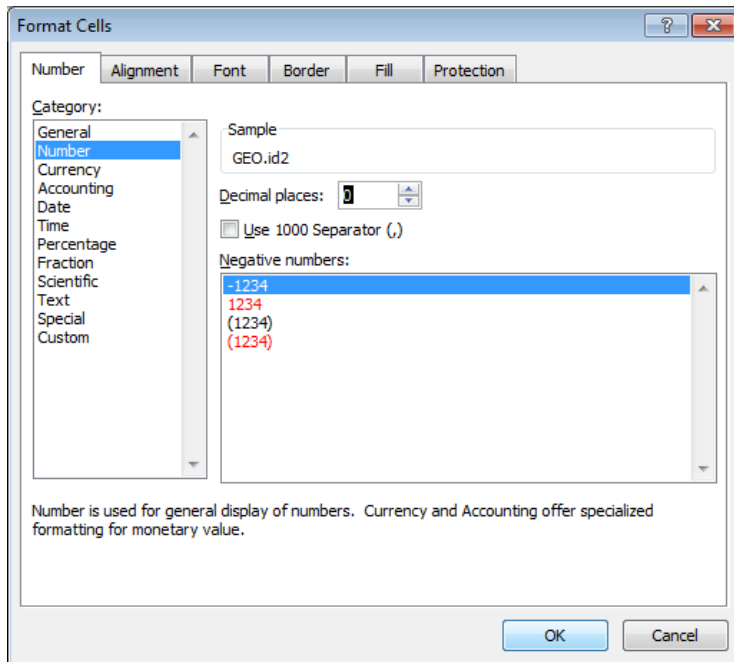 Format Cells
Number Alignment Font Border Fill Protection
Category:
General
Number
Currency
Accounting
Date
Time
Percentage
Fraction
Scientific
Text
Special
Custom
Sample
GEO.id2
Decimal places: 0
Use 1000 Separator (,)
Negative numbers:
-1234
1234
(1234)
(1234)
Number is used for general display of numbers. Currency and Accounting offer specialized
formatting for monetary value.
OK Cancel